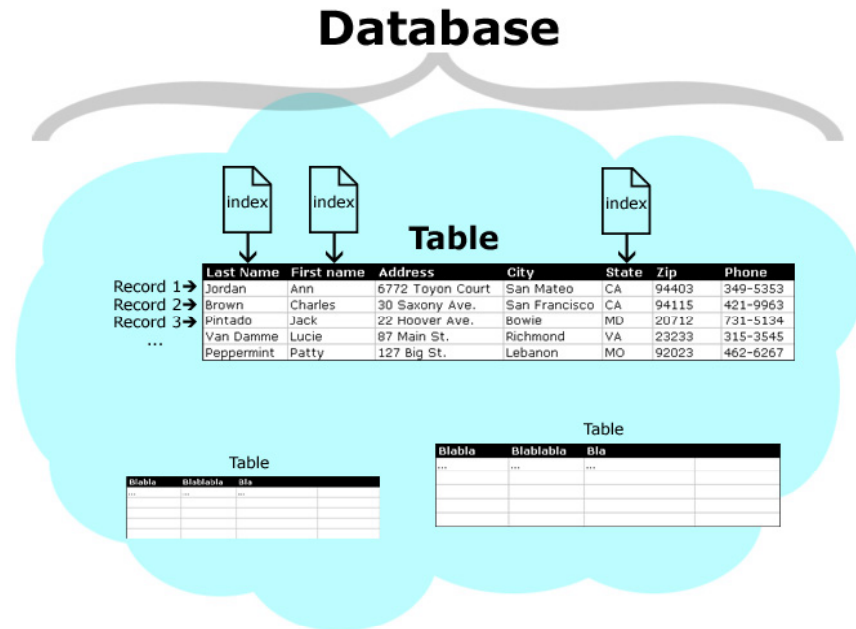 Database
index index index
Table
Last Name First name Address City State Zip Phone
Record 1➔ Jordan Ann 6772 Toyon Court San Mateo CA 94403 349-5353
Record 2➔ Brown Charles 30 Saxony Ave. San Francisco CA 94115 421-9963
Record 3➔ Pintado Jack 22 Hoover Ave. Bowie MD 20712 731-5134
... Van Damme Lucie 87 Main St. Richmond VA 23233 315-3545
Peppermint Patty 127 Big St. Lebanon MO 92023 462-6267
Table
Blabla Blablabla Bla
... ... ...
Table
Blabla Blablabla Bla
... ... ...